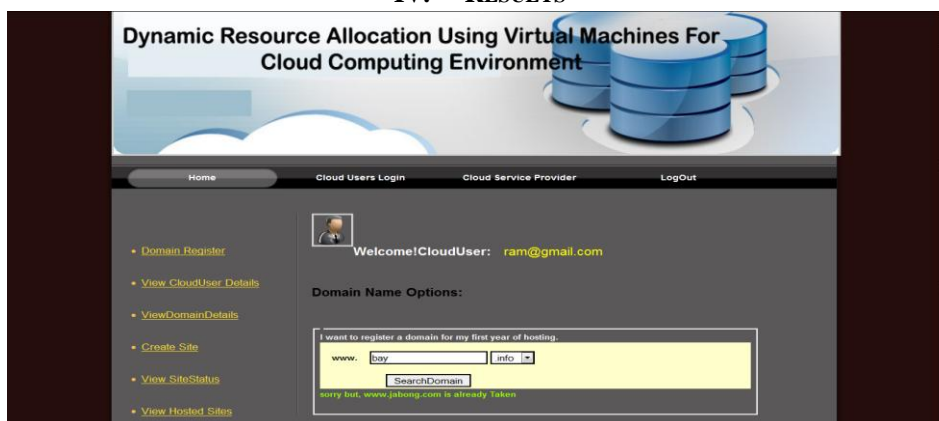 IV. RESULTS
Dynamic Resource Allocation Using Virtual Machines For
Cloud Computing Environment
Home Cloud Users Login Cloud Service Provider LogOut
Welcome!CloudUser: ram@gmail.com
Domain Register
View CloudUser Details
ViewDomainDetails
Create Site
View SiteStatus
View Hosted Sites
Domain Name Options:
I want to register a domain for my first year of hosting.
www. bay .info
SearchDomain
sorry but, www.jabong.com is already Taken